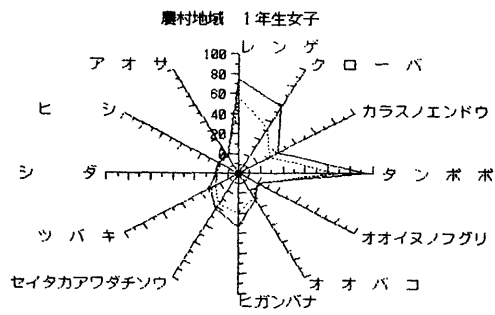 農村地域 1年生女子
レンゲ
クローバ
カラスノエンドウ
タンポポ
オオイヌノフグリ
オオバコ
ヒガンバナ
セイタカアワダチソウ
ツバキ
シダ
ヒシ
アオサ
100
80
60
40
20
0